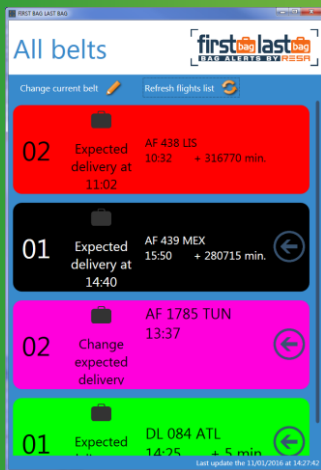 FIRST BAG LAST BAG
All belts
first bag last bag
BAG ALERTS BY RESA
Change current belt
Refresh flights list
02
Expected
delivery at
11:02
AF 438 LIS
10:32 + 316770 min.
01
Expected
delivery at
14:40
AF 439 MEX
15:50 + 280715 min.
02
Change
expected
delivery
AF 1785 TUN
13:37
01
Expected
DL 084 ATL
14:25 + 5 min
Last update the 11/01/2016 at 14:27:42